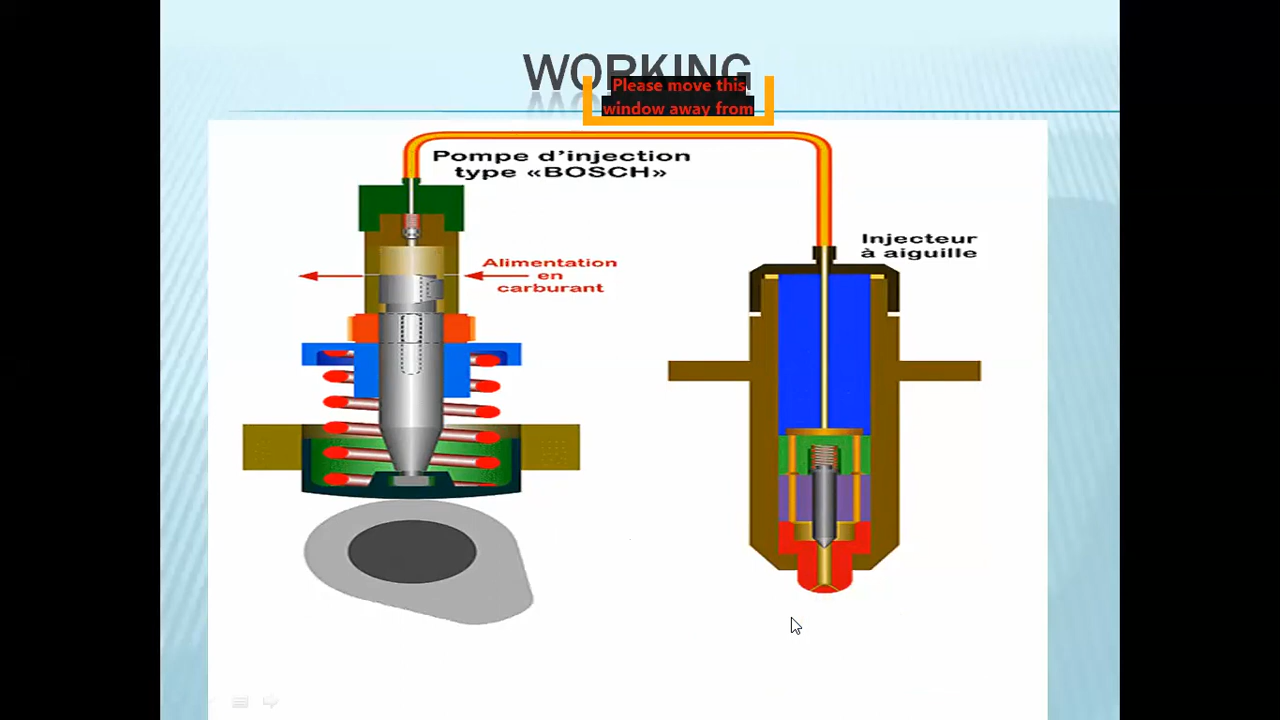 WORKING
Please move this
window away from
Pompe d'injection
type «BOSCH»
Injecteur
à aiguille
Alimentation
en
carburant